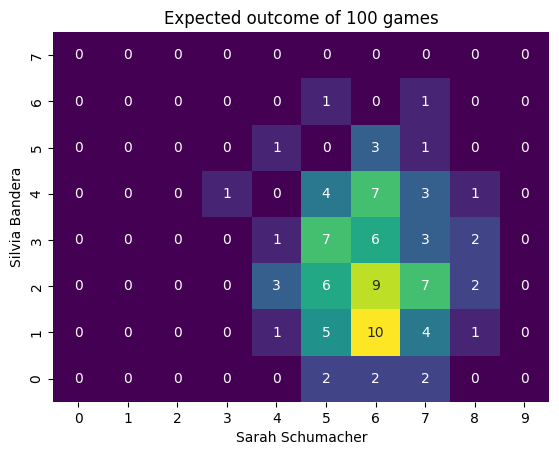 Expected outcome of 100 games
7 0 0 0 0 0 0 0 0 0 0
6 0 0 0 0 0 1 0 1 0 0
5 0 0 0 0 1 0 3 1 0 0
4 0 0 0 1 0 4 7 3 1 0
3 0 0 0 0 1 7 6 3 2 0
2 0 0 0 0 3 6 9 7 2 0
1 0 0 0 0 1 5 10 4 1 0
0 0 0 0 0 0 2 2 2 0 0
0 1 2 3 4 5 6 7 8 9
Silvia Bandera
Sarah Schumacher